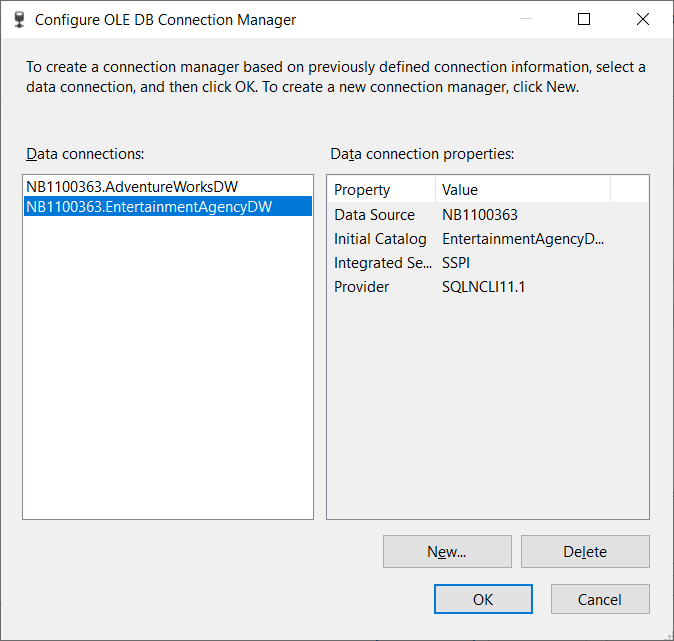 Configure OLE DB Connection Manager
To create a connection manager based on previously defined connection information, select a
data connection, and then click OK. To create a new connection manager, click New.
Data connections:
NB1100363.AdventureWorksDW
NB1100363.EntertainmentAgencyDW
Data connection properties:
Property Value
Data Source NB1100363
Initial Catalog EntertainmentAgencyD...
Integrated Se... SSPI
Provider SQLNCLI11.1
New... Delete
OK Cancel